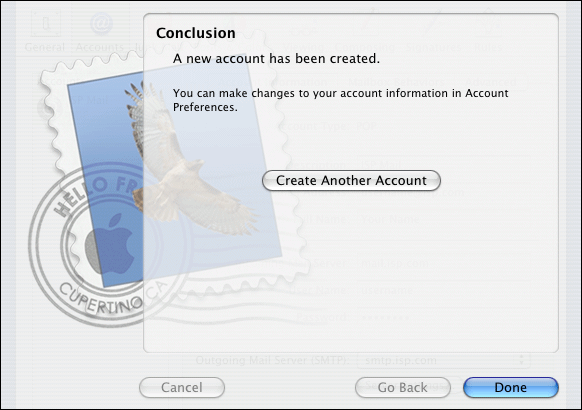 General
Accounts
Conclusion
A new account has been created.
You can make changes to your account information in Account
Preferences.
Create Another Account
HELLO FR
CUPERTINO CA
Outgoing Mail Server (SMTP):
smtp.isp.com
Cancel
Go Back
Done